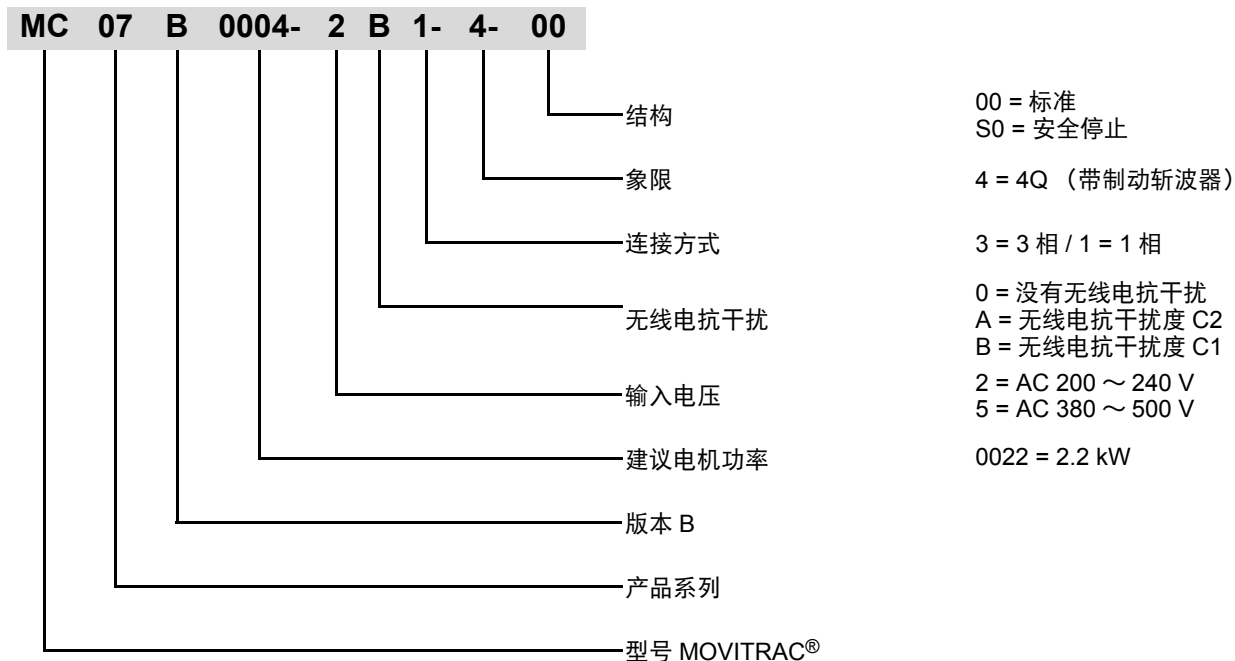 MC 07 B 0004- 2 B 1- 4- 00
结构
00 = 标准
S0 = 安全停止
象限
4 = 4Q （带制动斩波器）
连接方式
3 = 3 相 / 1 = 1 相
无线电抗干扰
0 = 没有无线电抗干扰
A = 无线电抗干扰度 C2
B = 无线电抗干扰度 C1
输入电压
2 = AC 200 ～ 240 V
5 = AC 380 ～ 500 V
建议电机功率
0022 = 2.2 kW
版本 B
产品系列
型号 MOVITRAC®